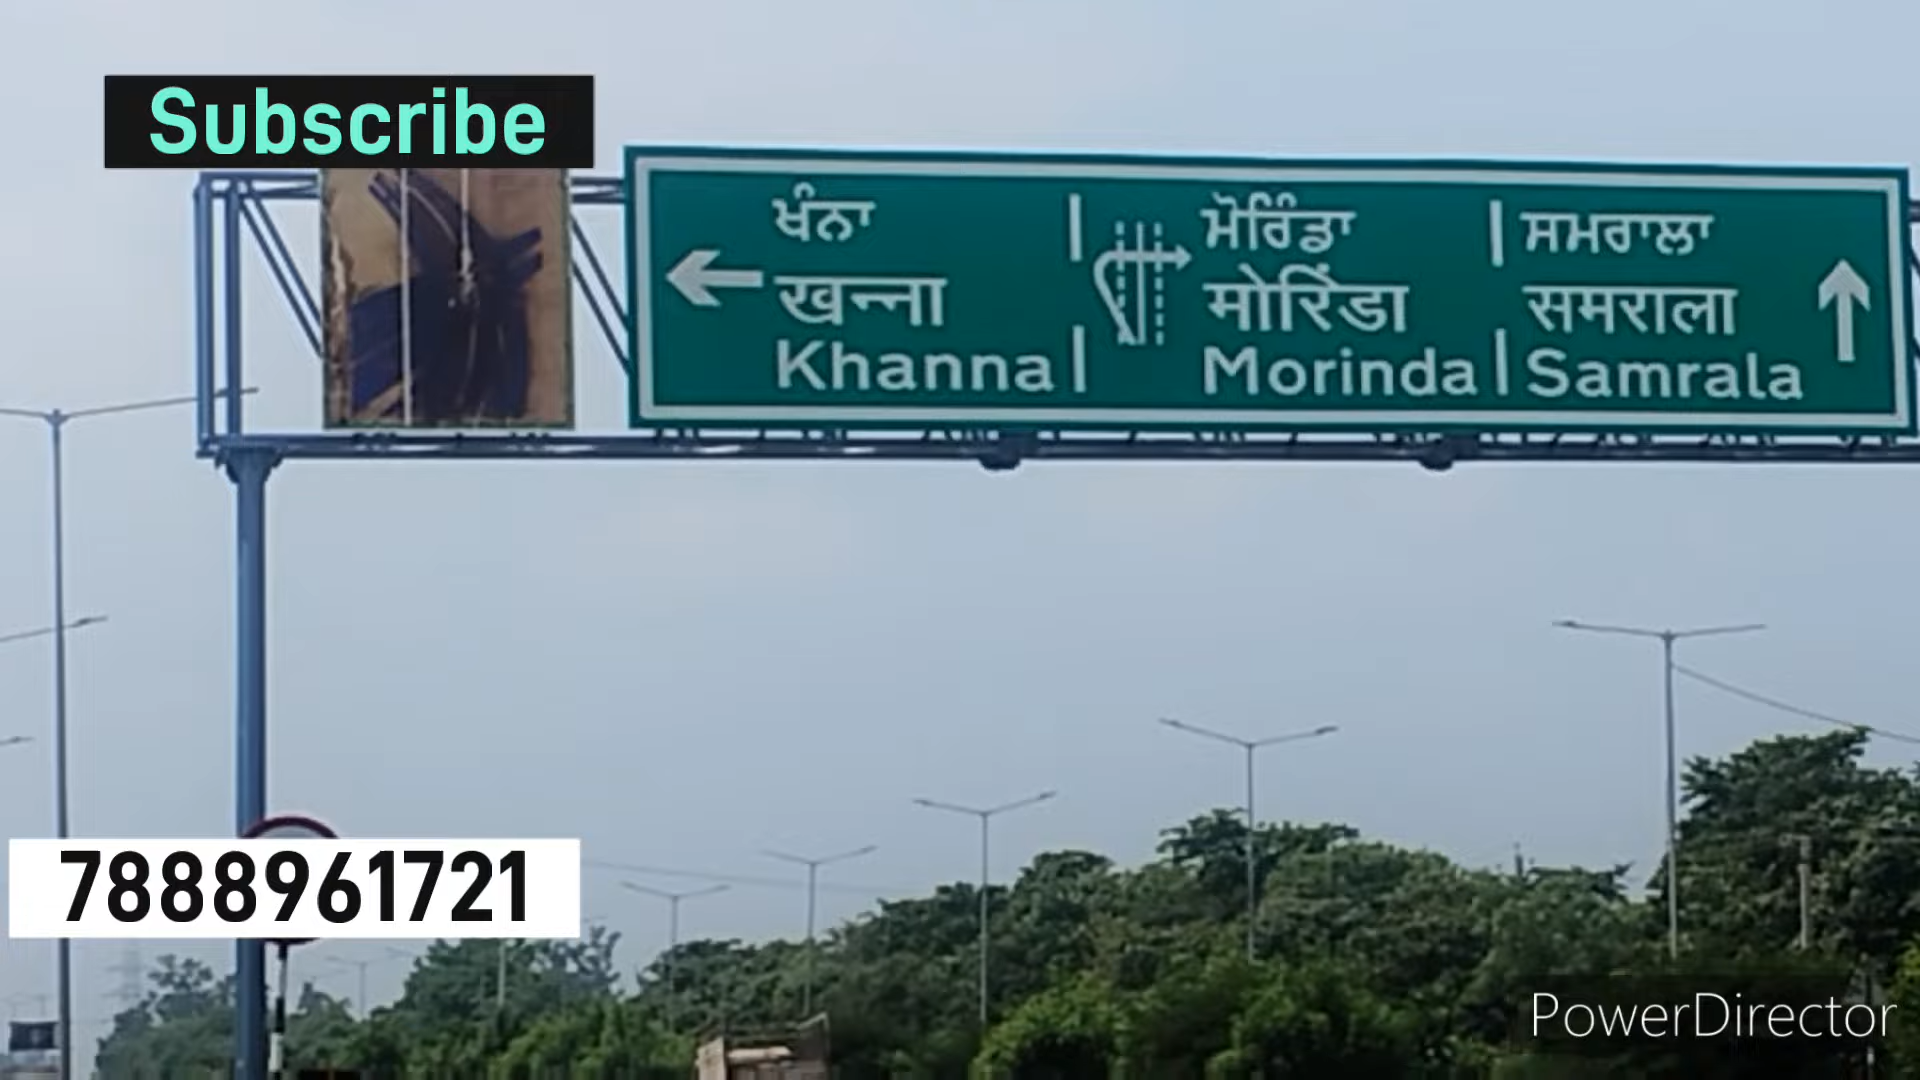 Subscribe
ਖੰਨਾ
खन्ना
Khanna
ਮੋਰਿੰਡਾ
मोरिंडा
Morinda
ਸਮਰਾਲਾ
समराला
Samrala
7888961721
PowerDirector